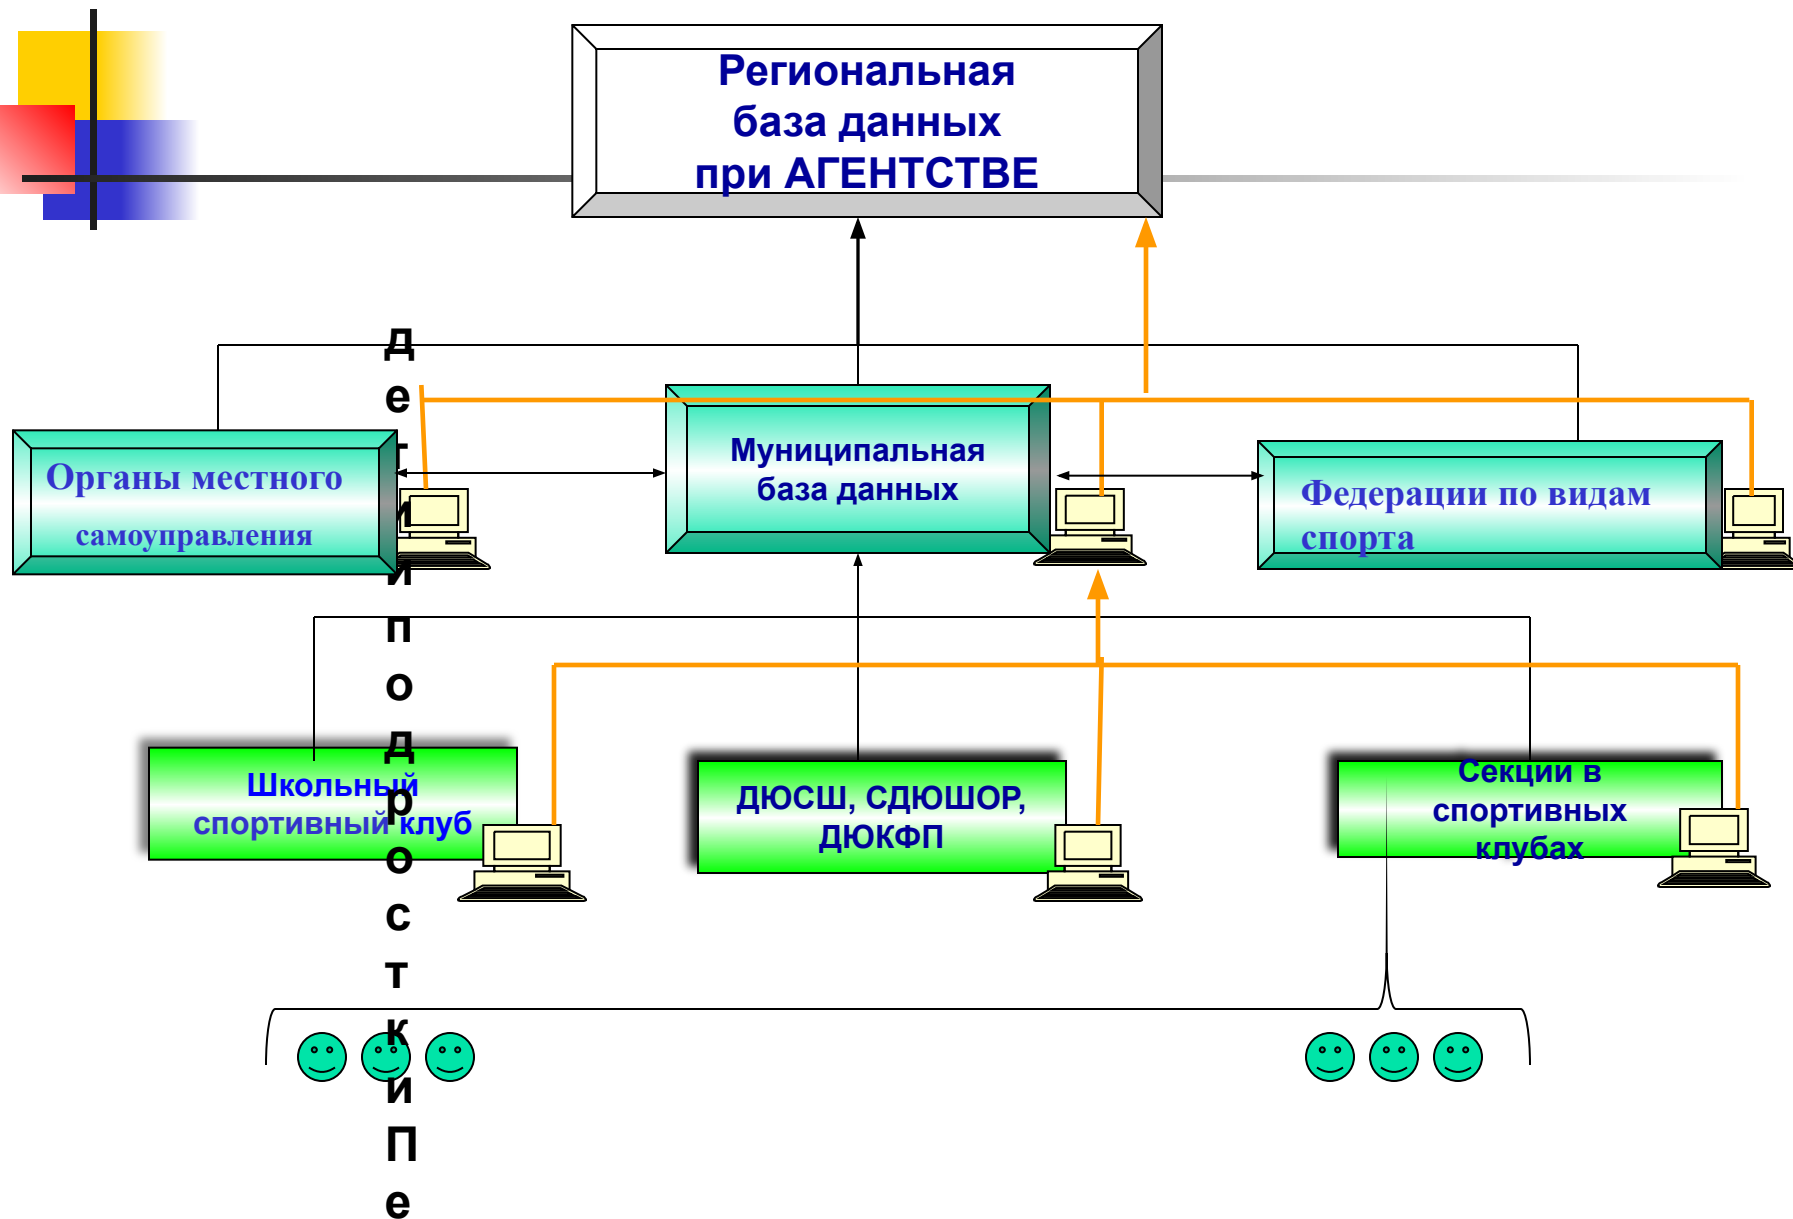 Региональная
база данных
при АГЕНТСТВЕ
Органы местного
самоуправления
Муниципальная
база данных
Федерации по видам
спорта
Школьный
спортивный клуб
ДЮСШ, СДЮШОР,
ДЮКФП
Секции в
спортивных
клубах
д
е
т
и
и
п
о
д
р
о
с
т
к
и
П
е